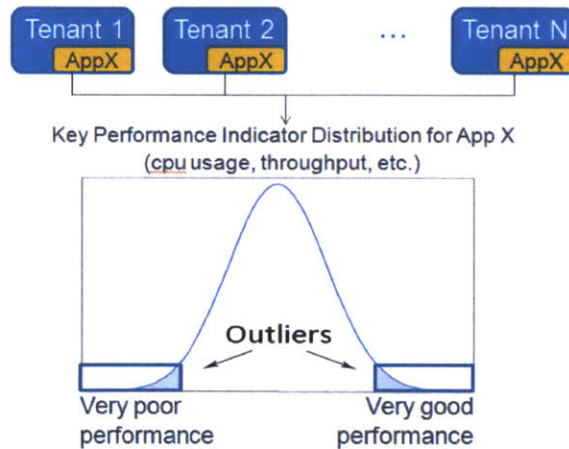 Tenant 1
AppX
Tenant 2
AppX
...
Tenant N
AppX
Key Performance Indicator Distribution for App X
(cpu usage, throughput, etc.)
Outliers
Very poor
performance
Very good
performance